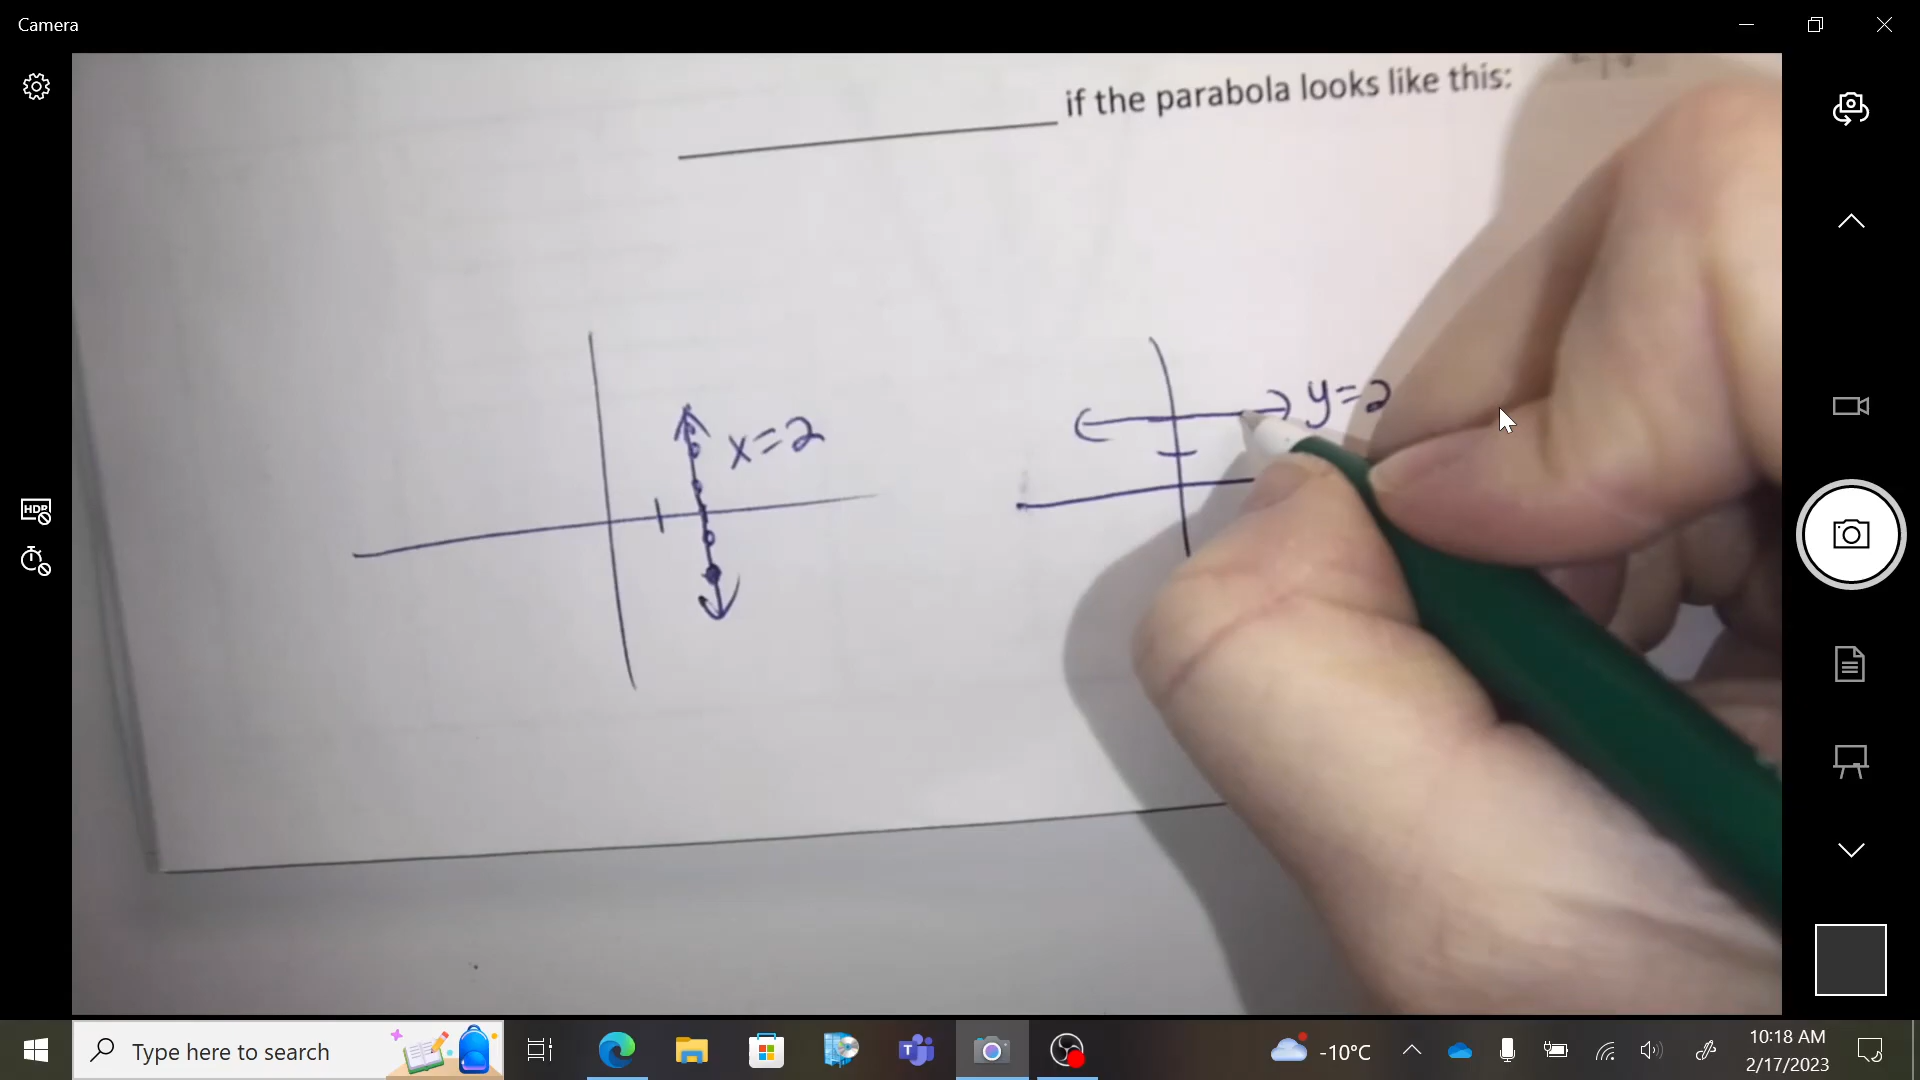 Camera
if the parabola looks like this:
x=2
y=2
Type here to search
-10°C
10:18 AM
2/17/2023